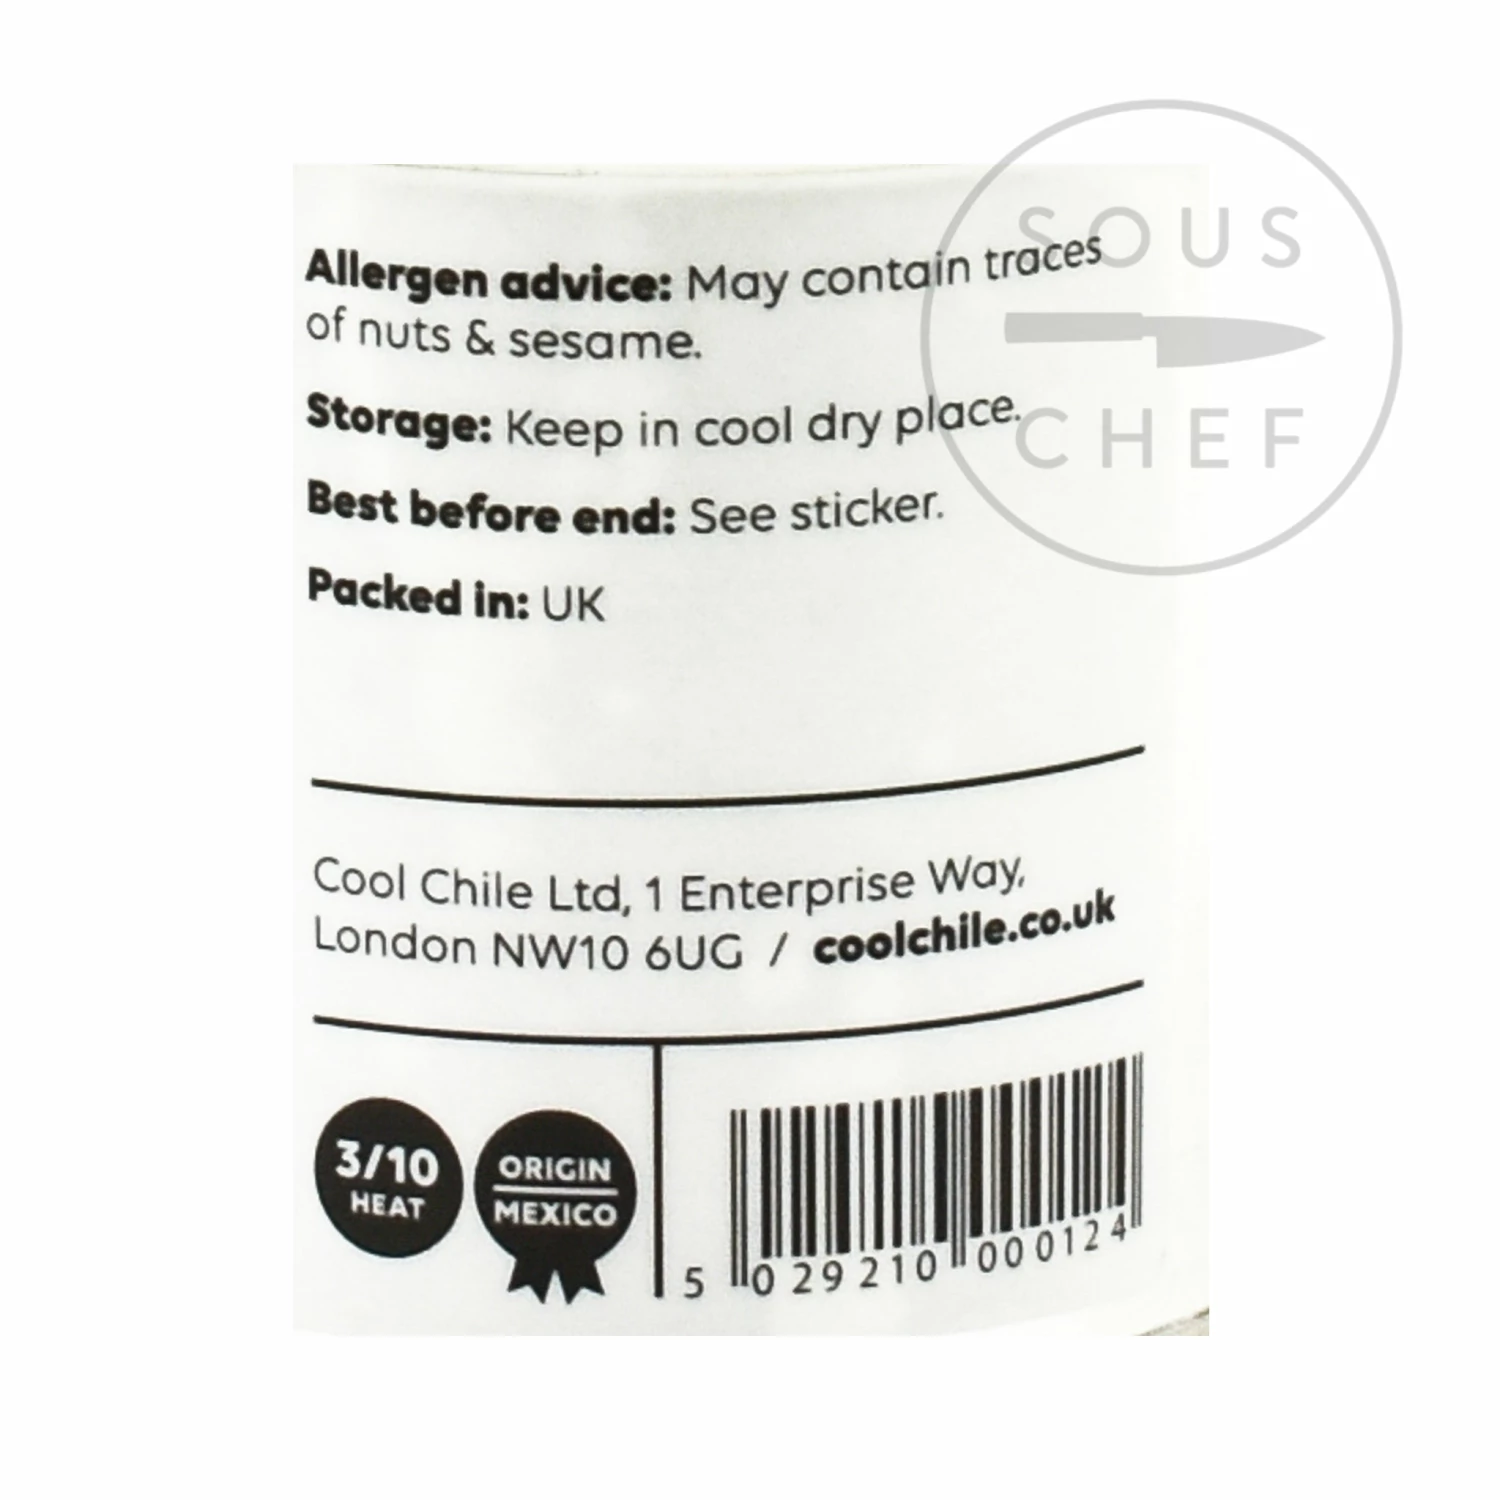 SOUS
CHEF
Allergen advice: May contain traces
of nuts & sesame.
Storage: Keep in cool dry place.
Best before end: See sticker.
Packed in: UK
Cool Chile Ltd, 1 Enterprise Way,
London NW10 6UG / coolchile.co.uk
3/10
HEAT
ORIGIN
MEXICO
5 029210 000124